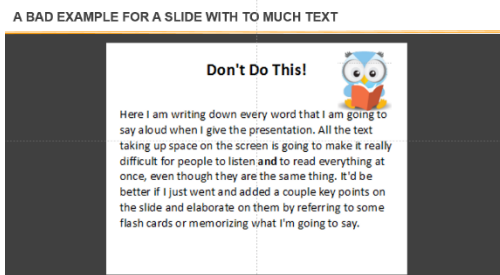 A BAD EXAMPLE FOR A SLIDE WITH TO MUCH TEXT
Don't Do This!
Here I am writing down every word that I am going to
say aloud when I give the presentation. All the text
taking up space on the screen is going to make it really
difficult for people to listen and to read everything at
once, even though they are the same thing. It'd be
better if I just went and added a couple key points on
the slide and elaborate on them by referring to some
flash cards or memorizing what I'm going to say.